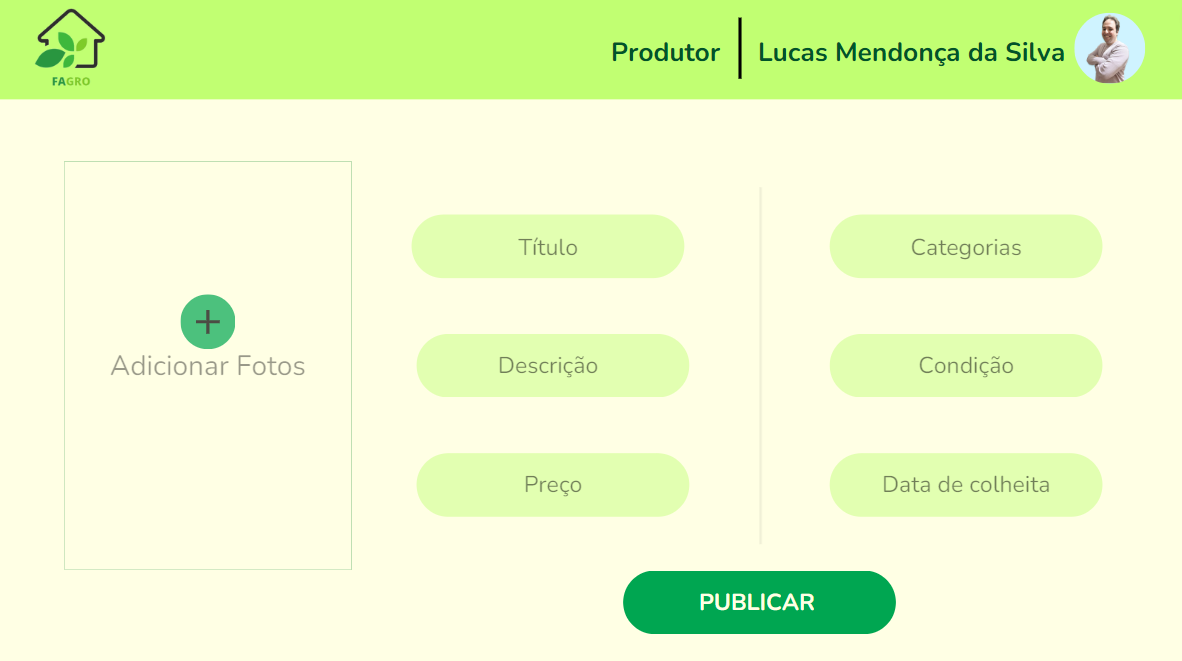 FAGRO
Produtor
Lucas Mendonça da Silva
Adicionar Fotos
Título
Descrição
Preço
Categorias
Condição
Data de colheita
PUBLICAR